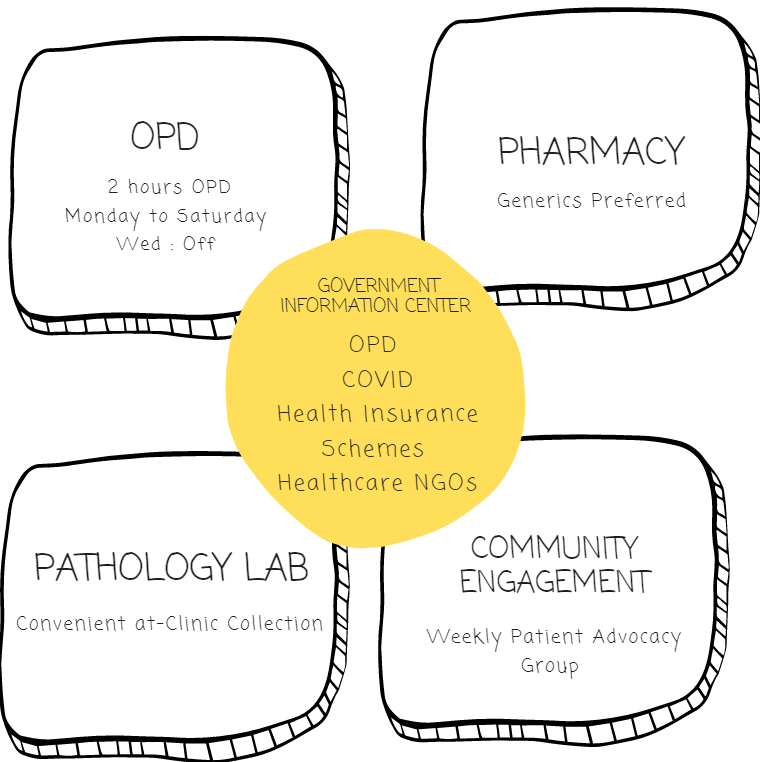 OPD
2 hours OPD
Monday to Saturday
Wed : Off
PHARMACY
Generics Preferred
GOVERNMENT
INFORMATION CENTER
OPD
COVID
Health Insurance
Schemes
Healthcare NGOs
PATHOLOGY LAB
Convenient at-Clinic Collection
COMMUNITY
ENGAGEMENT
Weekly Patient Advocacy
Group